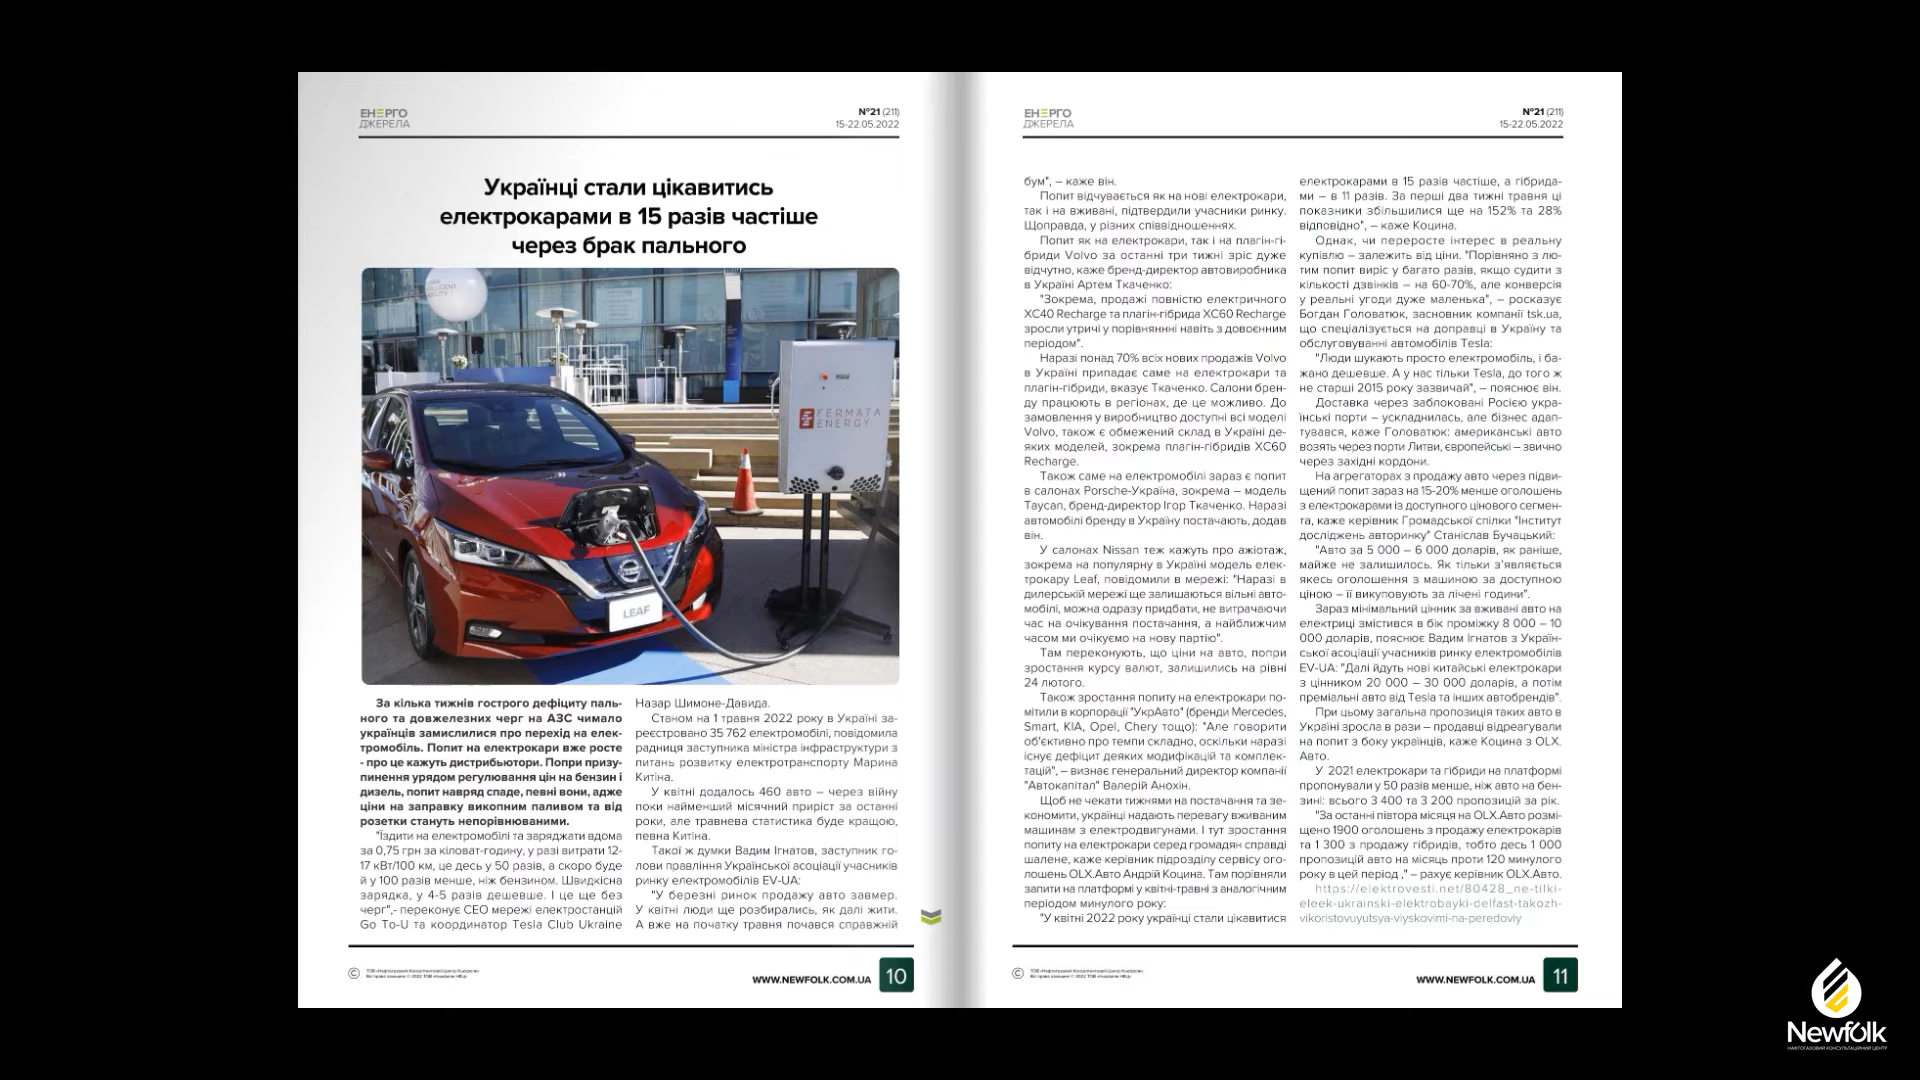 ЕНЕРГО
ДЖЕРЕЛА
№21 (211)
15-22.05.2022
Українці стали цікавитись
електрокарами в 15 разів частіше
через брак пального
FERMATA
ENERGY
NISSAN
LEAF
За кілька тижнів гострого дефіциту паль-
ного та довжелезних черг на АЗС чимало
українців замислилися про перехід на елек-
тромобіль. Попит на електрокари вже росте
- про це кажуть дистрибьютори. Попри призу-
пинення урядом регулювання цін на бензин і
дизель, попит навряд спаде, певні вони, адже
ціни на заправку викопним паливом та від
розетки стануть непорівнюваними.
"Їздити на електромобілі та заряджати вдома
за 0,75 грн за кіловат-годину, у разі витрати 12-
17 кВт/100 км, це десь у 50 разів, а скоро буде
й у 100 разів менше, ніж бензином. Швидкісна
зарядка, у 4-5 разів дешевше. І це ще без
черг",- переконує CEO мережі електростанцій
Go To-U та координатор Tesla Club Ukraine
Назар Шимоне-Давида.
Станом на 1 травня 2022 року в Україні за-
реєстровано 35 762 електромобілі, повідомила
радниця заступника міністра інфраструктури з
питань розвитку електротранспорту Марина
Китіна.
У квітні додалось 460 авто – через війну
поки найменший місячний приріст за останні
роки, але травнева статистика буде кращою,
певна Китіна.
Такої ж думки Вадим Ігнатов, заступник го-
лови правління Української асоціації учасників
ринку електромобілів EV-UA:
"У березні ринок продажу авто завмер.
У квітні люди ще розбирались, як далі жити.
А вже на початку травня почався справжній
© ТОВ «Нафтогазовий Консалтинговий Центр Ньюфолк»
Всі права захищені © 2022 ТОВ «Ньюфолк НКЦ»
WWW.NEWFOLK.COM.UA 10
ЕНЕРГО
ДЖЕРЕЛА
№21 (211)
15-22.05.2022
бум", – каже він.
Попит відчувається як на нові електрокари,
так і на вживані, підтвердили учасники ринку.
Щоправда, у різних співвідношеннях.
Попит як на електрокари, так і на плагін-гі-
бриди Volvo за останні три тижні зріс дуже
відчутно, каже бренд-директор автовиробника
в Україні Артем Ткаченко:
"Зокрема, продажі повністю електричного
XC40 Recharge та плагін-гібрида XC60 Recharge
зросли утричі у порівняннні навіть з довоєнним
періодом".
Наразі понад 70% всіх нових продажів Volvo
в Україні припадає саме на електрокари та
плагін-гібриди, вказує Ткаченко. Салони брен-
ду працюють в регіонах, де це можливо. До
замовлення у виробництво доступні всі моделі
Volvo, також є обмежений склад в Україні де-
яких моделей, зокрема плагін-гібридів XC60
Recharge.
Також саме на електромобілі зараз є попит
в салонах Porsche-Україна, зокрема – модель
Taycan, бренд-директор Ігор Ткаченко. Наразі
автомобілі бренду в Україну постачають, додав
він.
У салонах Nissan теж кажуть про ажіотаж,
зокрема на популярну в Україні модель елек-
трокару Leaf, повідомили в мережі: "Наразі в
дилерській мережі ще залишаються вільні авто-
мобілі, можна одразу придбати, не витрачаючи
час на очікування постачання, а найближчим
часом ми очікуємо на нову партію".
Там переконують, що ціни на авто, попри
зростання курсу валют, залишились на рівні
24 лютого.
Також зростання попиту на електрокари по-
мітили в корпорації "УкрАвто" (бренди Mercedes,
Smart, KIA, Opel, Chery тощо): "Але говорити
об'єктивно про темпи складно, оскільки наразі
існує дефіцит деяких модифікацій та комплек-
тацій", – визнає генеральний директор компанії
"Автокапітал" Валерій Анохін.
Щоб не чекати тижнями на постачання та зе-
кономити, українці надають перевагу вживаним
машинам з електродвигунами. І тут зростання
попиту на електрокари серед громадян справді
шалене, каже керівник підрозділу сервісу ого-
лошень OLX.Авто Андрій Коцина. Там порівняли
запити на платформі у квітні-травні з аналогічним
періодом минулого року:
"У квітні 2022 року українці стали цікавитися
електрокарами в 15 разів частіше, а гібрида-
ми – в 11 разів. За перші два тижні травня ці
показники збільшилися ще на 152% та 28%
відповідно", – каже Коцина.
Однак, чи переросте інтерес в реальну
купівлю – залежить від ціни. "Порівняно з лю-
тим попит виріс у багато разів, якщо судити з
кількості дзвінків – на 60-70%, але конверсія
у реальні угоди дуже маленька", – росказує
Богдан Головатюк, засновник компанії tsk.ua,
що спеціалізується на доправці в Україну та
обслуговуванні автомобілів Tesla:
"Люди шукають просто електромобіль, і ба-
жано дешевше. А у нас тільки Tesla, до того ж
не старші 2015 року зазвичай", – пояснює він.
Доставка через заблоковані Росією укра-
їнські порти – ускладнилась, але бізнес адап-
тувався, каже Головатюк: американські авто
возять через порти Литви, європейські – звично
через західні кордони.
На агрегаторах з продажу авто через підви-
щений попит зараз на 15-20% менше оголошень
з електрокарами із доступного цінового сегмен-
та, каже керівник Громадської спілки "Інститут
досліджень авторинку" Станіслав Бучацький:
"Авто за 5 000 – 6 000 доларів, як раніше,
майже не залишилось. Як тільки з'являється
якесь оголошення з машиною за доступною
ціною – її викуповують за лічені години".
Зараз мінімальний цінник за вживані авто на
електриці змістився в бік проміжку 8 000 – 10
000 доларів, пояснює Вадим Ігнатов з Україн-
ської асоціації учасників ринку електромобілів
EV-UA: "Далі йдуть нові китайські електрокари
з цінником 20 000 – 30 000 доларів, а потім
преміальні авто від Tesla та інших автобрендів".
При цьому загальна пропозиція таких авто в
Україні зросла в рази – продавці відреагували
на попит з боку українців, каже Коцина з OLX.
Авто.
У 2021 електрокари та гібриди на платформі
пропонували у 50 разів менше, ніж авто на бен-
зині: всього 3 400 та 3 200 пропозицій за рік.
"За останні півтора місяця на OLX.Авто розмі-
щено 1900 оголошень з продажу електрокарів
та 1 300 з продажу гібридів, тобто десь 1 000
пропозицій авто на місяць проти 120 минулого
року в цей період ," – рахує керівник OLX.Авто.
https://elektrovesti.net/80428_ne-tilki-
eleek-ukrainski-elektrobayki-delfast-takozh-
vikoristovuyutsya-viyskovimi-na-peredoviy
© ТОВ «Нафтогазовий Консалтинговий Центр Ньюфолк»
Всі права захищені © 2022 ТОВ «Ньюфолк НКЦ»
WWW.NEWFOLK.COM.UA 11
Newfolk
НАФТОГАЗОВИЙ КОНСУЛЬТАЦІЙНИЙ ЦЕНТР